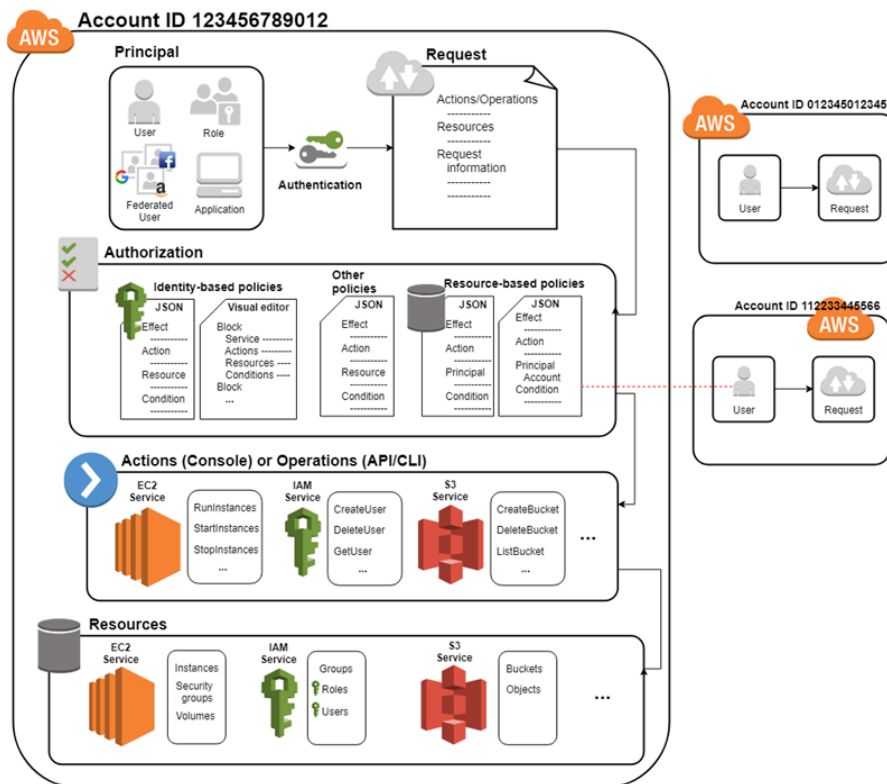 AWS
Account ID 123456789012
Principal
User
Role
Federated
User
Application
G
f
a
Authentication
Request
Actions/Operations
-----------
Resources
-----------
Request
information
-----------
-----------
Account ID 012345012345
AWS
User
Request
Account ID 112233445566
AWS
User
Request
Authorization
Identity-based policies
JSON
Effect
-----------
Action
-----------
Resource
-----------
Condition
-----------
Visual editor
Block
Service ---------
Actions ---------
Resources ----
Conditions ----
Block
...
Other
policies
JSON
Effect
-----------
Action
-----------
Resource
-----------
Condition
-----------
Resource-based policies
JSON
Effect
-----------
Action
-----------
Principal
-----------
Condition
-----------
JSON
Effect
-----------
Action
-----------
Principal
Account
Condition
-----------
Actions (Console) or Operations (API/CLI)
EC2
Service
RunInstances
StartInstances
StopInstances
...
IAM
Service
CreateUser
DeleteUser
GetUser
...
S3
Service
CreateBucket
DeleteBucket
ListBucket
...
...
Resources
EC2
Service
Instances
Security
groups
Volumes
IAM
Service
Groups
Roles
Users
S3
Service
Buckets
Objects
...